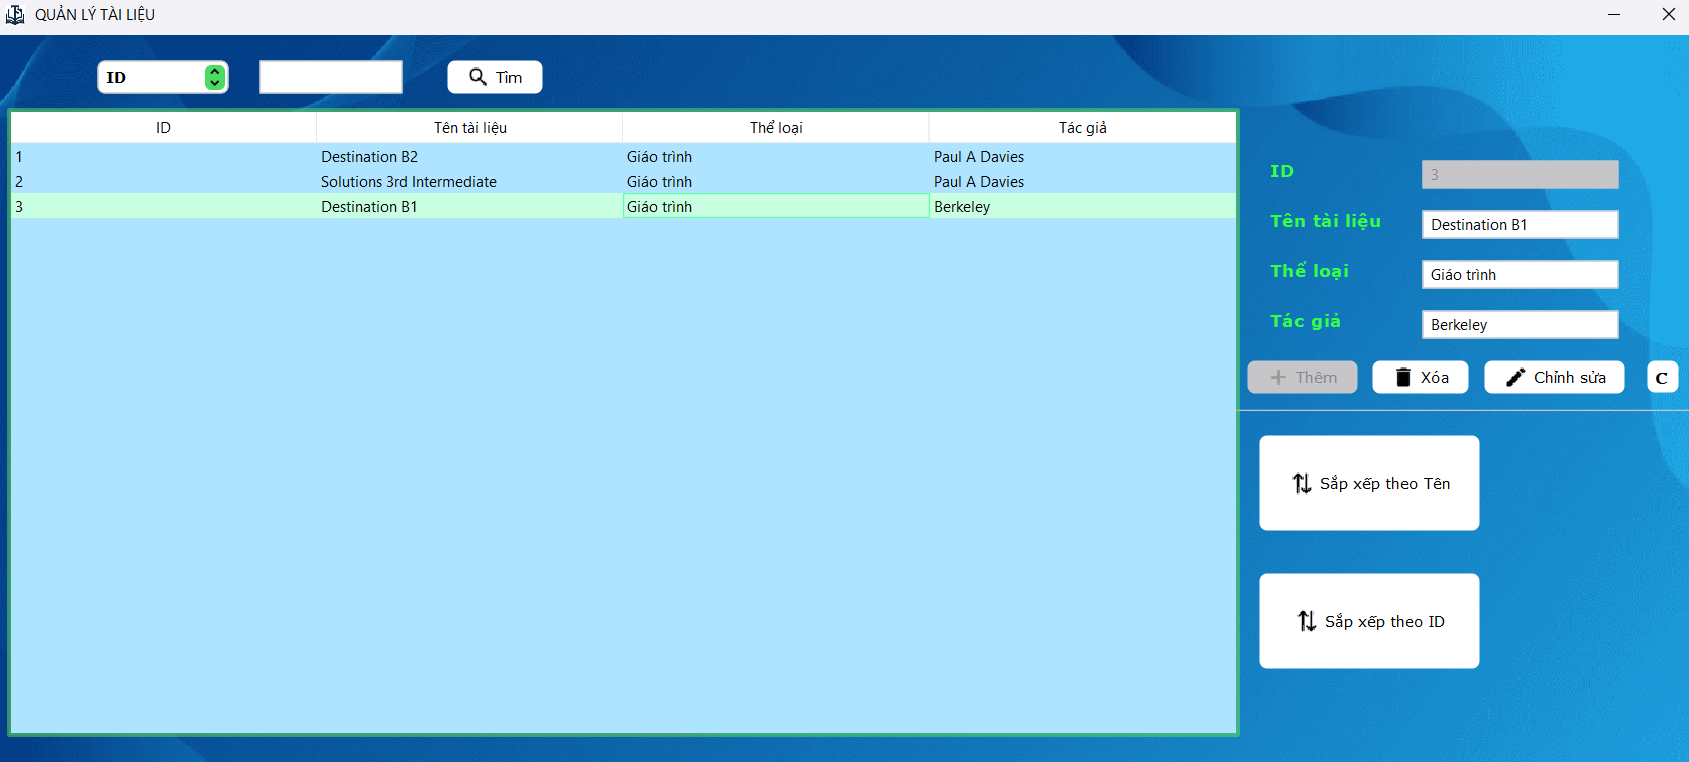 QUẢN LÝ TÀI LIỆU
ID Tìm
ID Tên tài liệu Thể loại Tác giả
1 Destination B2 Giáo trình Paul A Davies
2 Solutions 3rd Intermediate Giáo trình Paul A Davies
3 Destination B1 Giáo trình Berkeley
ID 3
Tên tài liệu Destination B1
Thể loại Giáo trình
Tác giả Berkeley
Thêm Xóa Chỉnh sửa C
Sắp xếp theo Tên
Sắp xếp theo ID